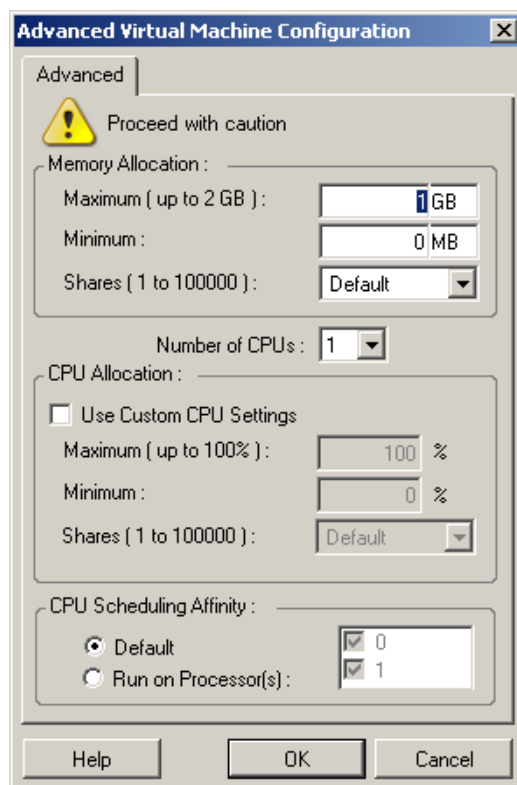 Advanced Virtual Machine Configuration
Advanced
Proceed with caution
Memory Allocation :
Maximum ( up to 2 GB ) : 1 GB
Minimum : 0 MB
Shares ( 1 to 100000 ) : Default
Number of CPUs : 1
CPU Allocation :
Use Custom CPU Settings
Maximum ( up to 100% ) : 100 %
Minimum : 0 %
Shares ( 1 to 100000 ) : Default
CPU Scheduling Affinity :
Default 0
Run on Processor(s) : 1
Help OK Cancel